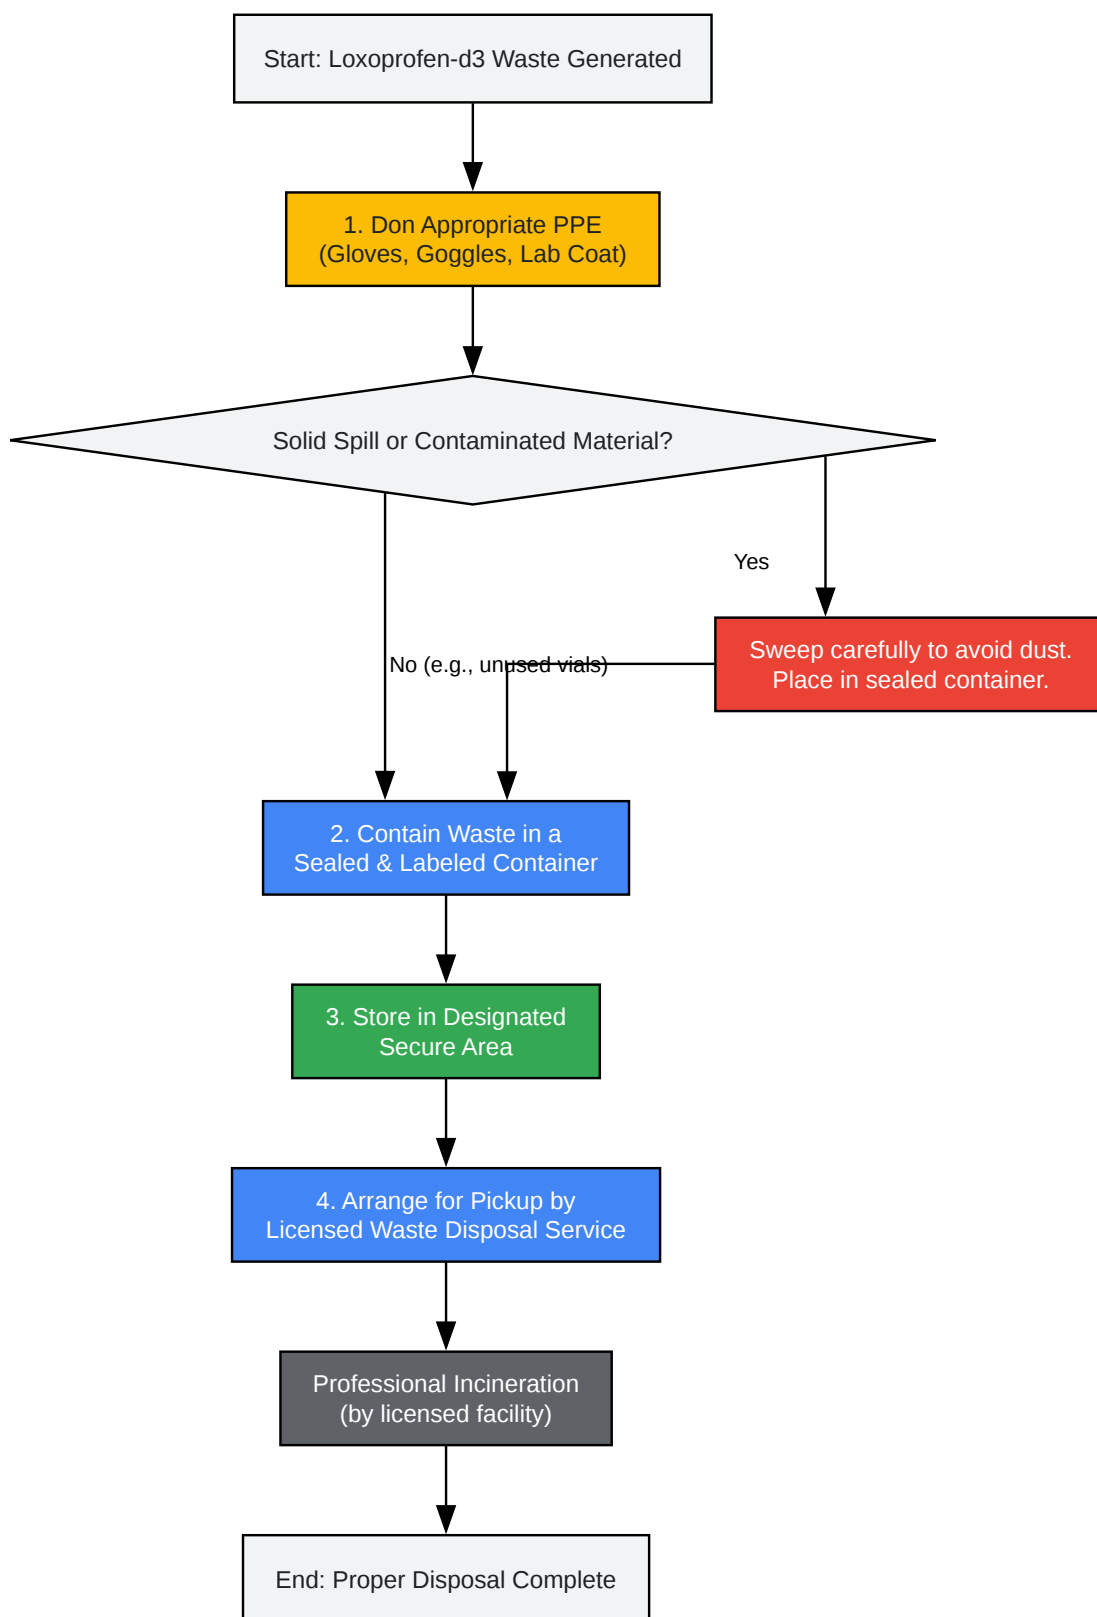 Start: Loxoprofen-d3 Waste Generated
1. Don Appropriate PPE
(Gloves, Goggles, Lab Coat)
Solid Spill or Contaminated Material?
Yes
Sweep carefully to avoid dust.
Place in sealed container.
No (e.g., unused vials)
2. Contain Waste in a
Sealed & Labeled Container
3. Store in Designated
Secure Area
4. Arrange for Pickup by
Licensed Waste Disposal Service
Professional Incineration
(by licensed facility)
End: Proper Disposal Complete